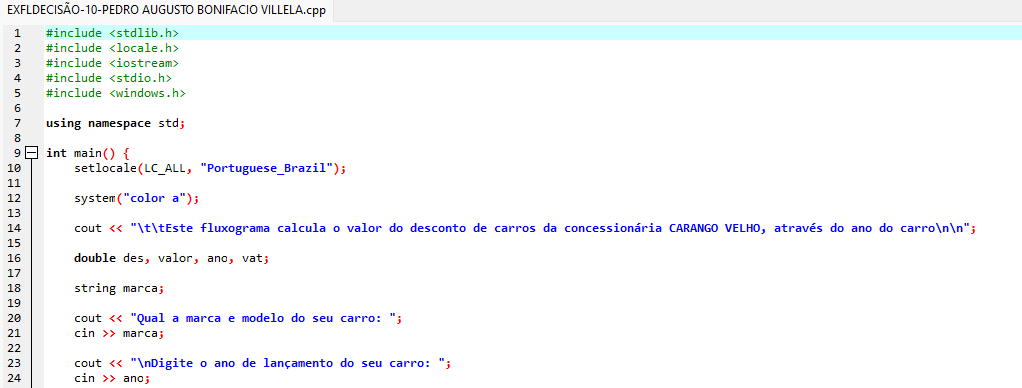 EXFLDECISÃO-10-PEDRO AUGUSTO BONIFACIO VILLELA.cpp
1 #include <stdlib.h>
2 #include <locale.h>
3 #include <iostream>
4 #include <stdio.h>
5 #include <windows.h>
6
7 using namespace std;
8
9 int main() {
10 setlocale(LC_ALL, "Portuguese_Brazil");
11
12 system("color a");
13
14 cout << "\t\tEste fluxograma calcula o valor do desconto de carros da concessionária CARANGO VELHO, através do ano do carro\n\n";
15
16 double des, valor, ano, vat;
17
18 string marca;
19
20 cout << "Qual a marca e modelo do seu carro: ";
21 cin >> marca;
22
23 cout << "\nDigite o ano de lançamento do seu carro: ";
24 cin >> ano;